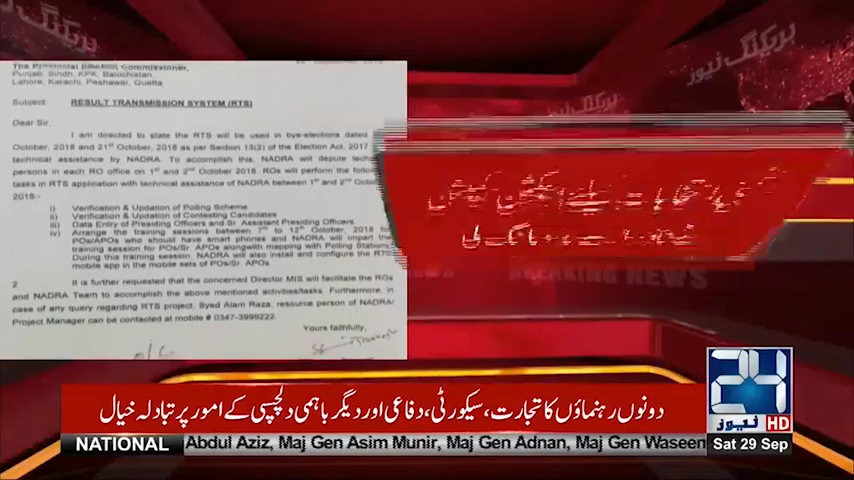 The Provincial Election Commissioner,
Punjab, Sindh, KPK, Balochistan
Lahore, Karachi, Peshawar, Quetta
Subject: RESULT TRANSMISSION SYSTEM (RTS)
Dear Sir,
I am directed to state the RTS will be used in bye-elections dated
October, 2018 and 21st October, 2018 as per Section 13(2) of the Election Act, 2017
technical assistance by NADRA. To accomplish this, NADRA will depute
persons in each RO office on 1st and 2nd October 2018. ROs will perform the
tasks in RTS application with technical assistance of NADRA between 1st and 2nd
2018:-
i) Verification & Updation of Polling Scheme.
ii) Verification & Updation of Contesting Candidates
iii) Data Entry of Presiding Officers and Sr Assistant Presiding Officers.
iv) Arrange the training sessions between 7th to 12th October, 2018 for
POs/APOs who should have smart phones and NADRA will impart the
training session for POs/Sr. APOs alongwith mapping with Polling
During this training session, NADRA will also install and configure the RTS
mobile app in the mobile sets of POs/Sr. APOs
2 It is further requested that the concerned Director MIS will facilitate the ROs
and NADRA Team to accomplish the above mentioned activities/tasks. Furthermore, in
case of any query regarding RTS project, Syed Alam Raza, resource person of NADRA/
Project Manager can be contacted at mobile # 0347-3999222.
Yours faithfully,
بریکنگ نیوز
بریکنگ نیوز
BREAKING NEWS
دونوں رہنماؤں کا تجارت، سیکورٹی، دفاعی اور دیگر باہمی دلچسپی کے امور پر تبادلہ خیال
24
نیوز HD
NATIONAL Abdul Aziz, Maj Gen Asim Munir, Maj Gen Adnan, Maj Gen Waseem Sat 29 Sep